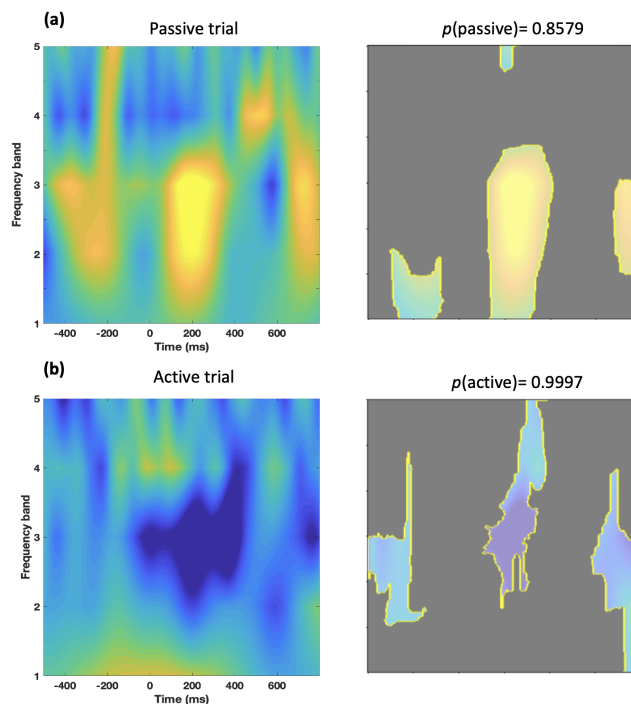 (a)
Passive trial
p(passive)= 0.8579
5
4
3
2
1
Frequency band
-400 -200 0 200 400 600
Time (ms)
(b)
Active trial
p(active)= 0.9997
5
4
3
2
1
Frequency band
-400 -200 0 200 400 600
Time (ms)